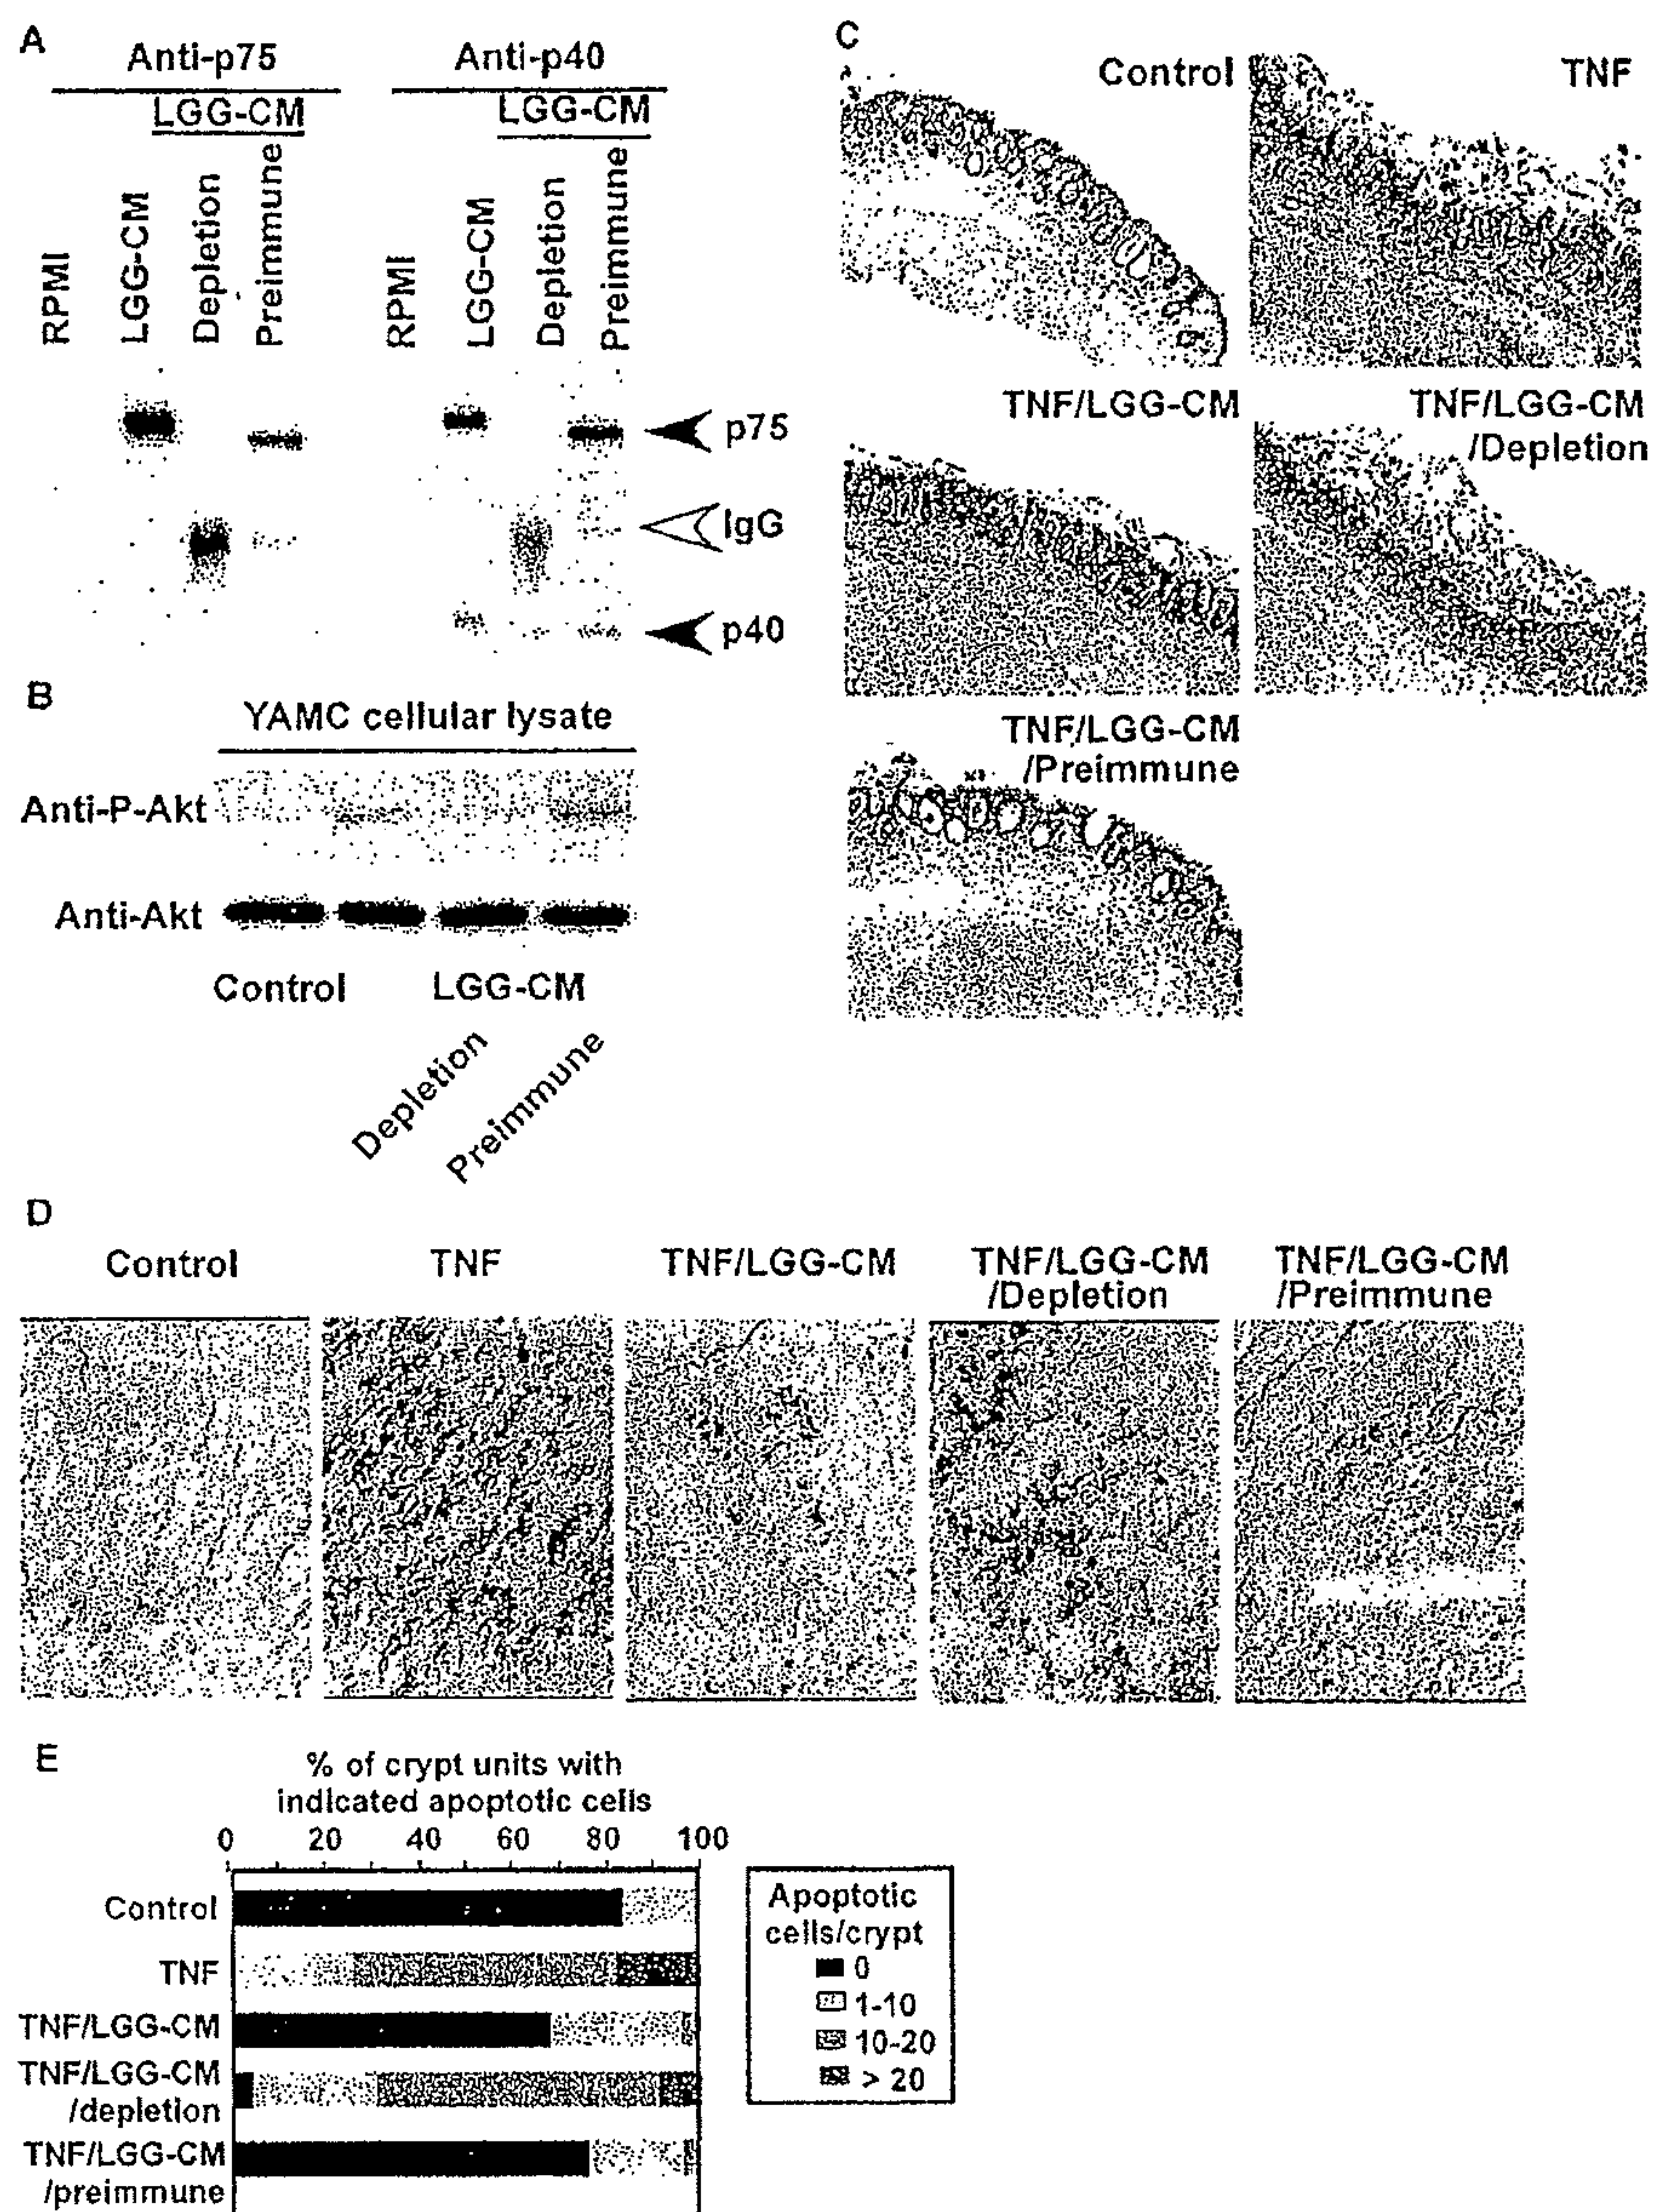 A
Anti-p75
Anti-p40
LGG-CM
LGG-CM
RPMI
LGG-CM
Depletion
Preimmune
RPMI
LGG-CM
Depletion
Preimmune
p75
IgG
p40
B
YAMC cellular lysate
Anti-P-Akt
Anti-Akt
Control
LGG-CM
Depletion
Preimmune
C
Control
TNF
TNF/LGG-CM
TNF/LGG-CM
/Depletion
TNF/LGG-CM
/Preimmune
D
Control
TNF
TNF/LGG-CM
TNF/LGG-CM
/Depletion
TNF/LGG-CM
/Preimmune
E
% of crypt units with
indicated apoptotic cells
0 20 40 60 80 100
Control
TNF
TNF/LGG-CM
TNF/LGG-CM
/depletion
TNF/LGG-CM
/preimmune
Apoptotic
cells/crypt
0
1-10
10-20
> 20